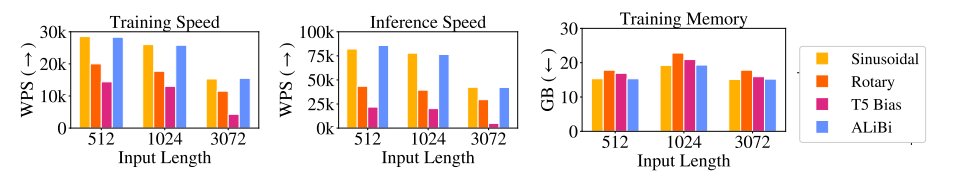 Training Speed
30k
20k
10k
0
WPS (→)
512 1024 3072
Input Length
Inference Speed
100k
75k
50k
25k
0k
WPS (→)
512 1024 3072
Input Length
Training Memory
30
20
10
0
GB (←)
512 1024 3072
Input Length
Sinusoidal
Rotary
T5 Bias
ALiBi